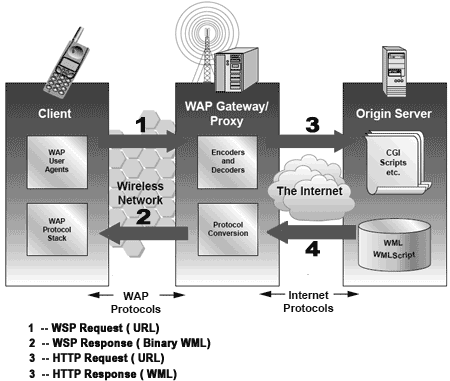 Client
WAP
User
Agents
WAP
Protocol
Stack
1
Wireless
Network
2
WAP Gateway/
Proxy
Encoders
and
Decoders
Protocol
Conversion
3
The Internet
4
Origin Server
CGI
Scripts
etc.
WML
WMLScript
WAP
Protocols
Internet
Protocols
1 -- WSP Request ( URL)
2 -- WSP Response ( Binary WML)
3 -- HTTP Request ( URL)
3 -- HTTP Response ( WML)